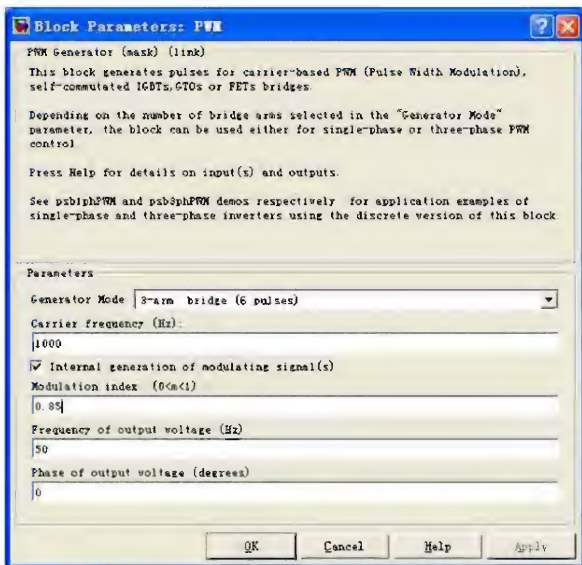 Block Parameters: PWM
PWM Generator (mask) (link)
This block generates pulses for carrier-based PWM (Pulse Width Modulation),
self-commutated IGBTs,GTOs or FETs bridges.
Depending on the number of bridge arms selected in the "Generator Mode"
parameter, the block can be used either for single-phase or three-phase PWM
control
Press Help for details on input(s) and outputs.
See psb1phPWM and psb3phPWM demos respectively for application examples of
single-phase and three-phase inverters using the discrete version of this block
Parameters
Generator Mode 3-arm bridge (6 pulses)
Carrier frequency (Hz):
1000
Internal generation of modulating signal(s)
Modulation index (0<m<1)
0.85
Frequency of output voltage (Hz)
50
Phase of output voltage (degrees)
0
OK Cancel Help Apply